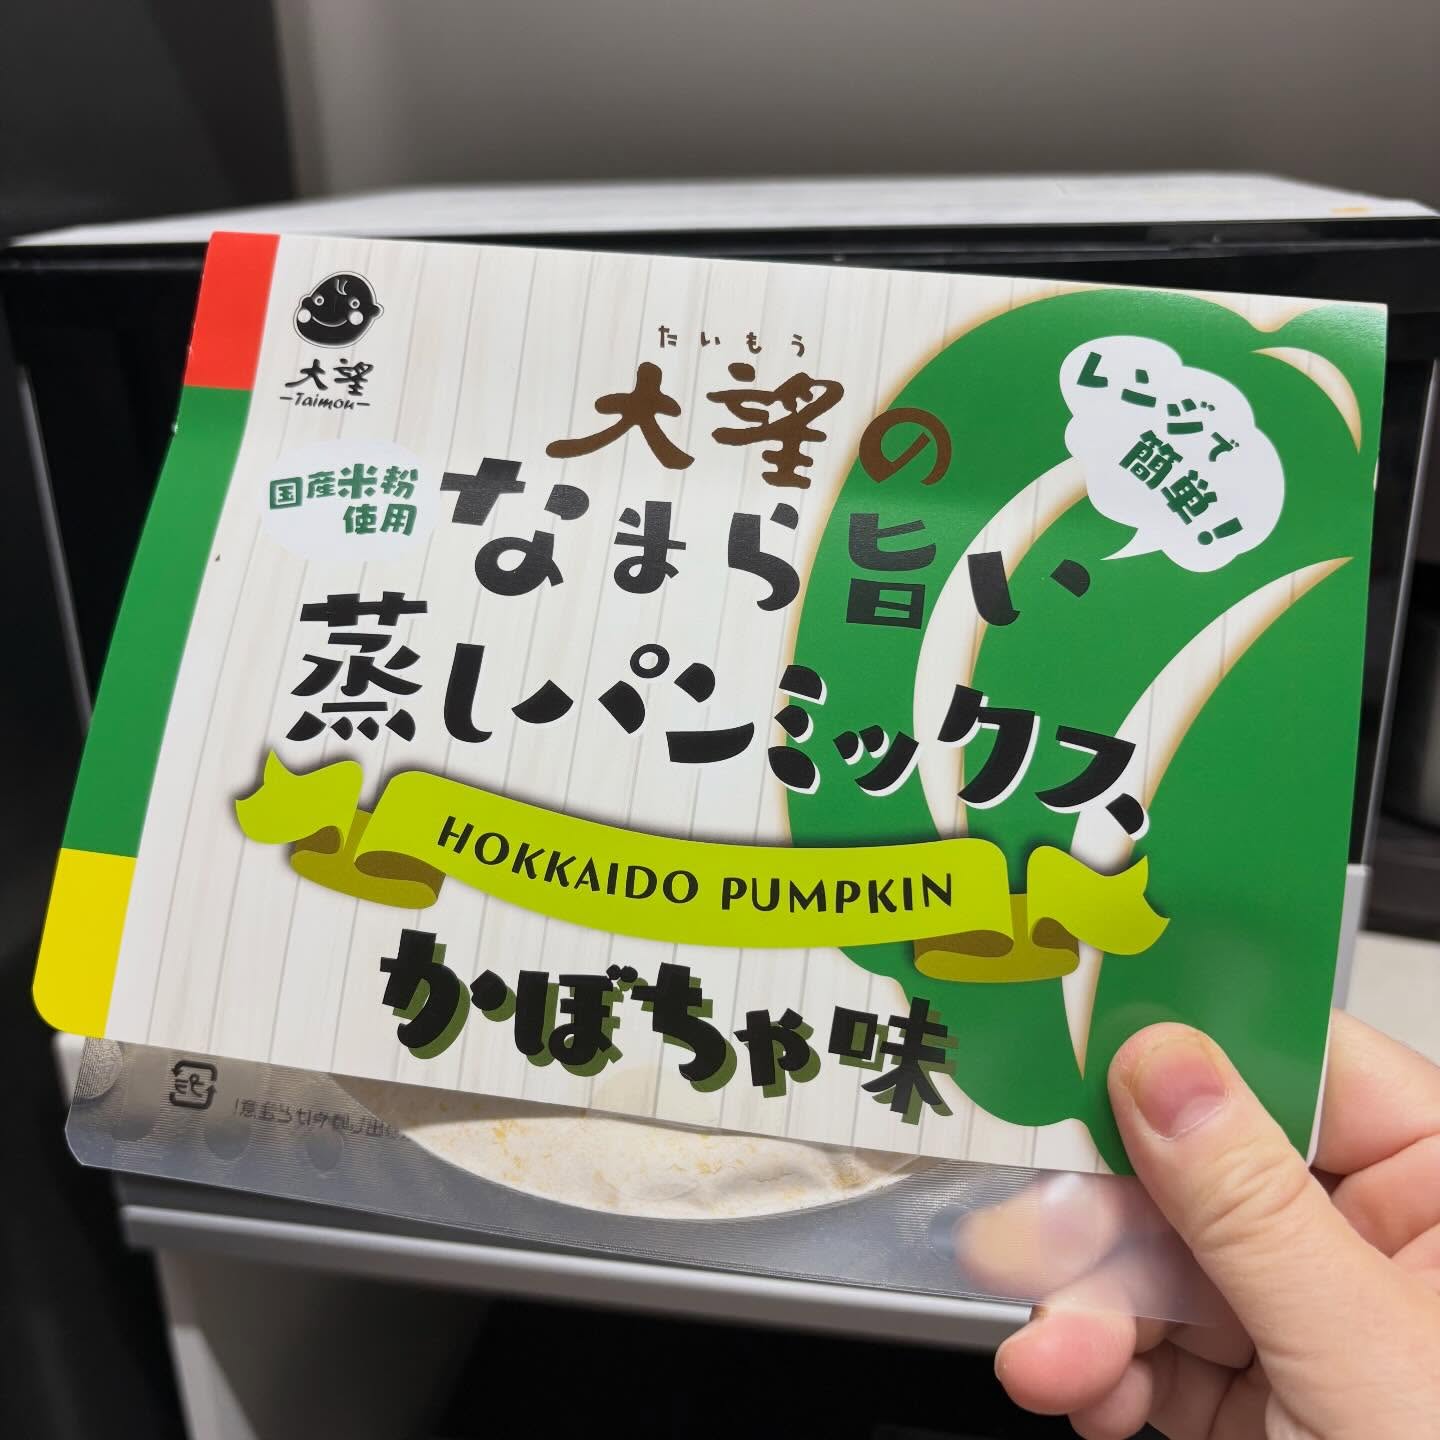 大望
-Taimou-
国産米粉
使用
たいもう
大望の
なまら旨い
蒸しパンミックス、
レンジで
簡単!
HOKKAIDO PUMPKIN
かぼちゃ味
プラ